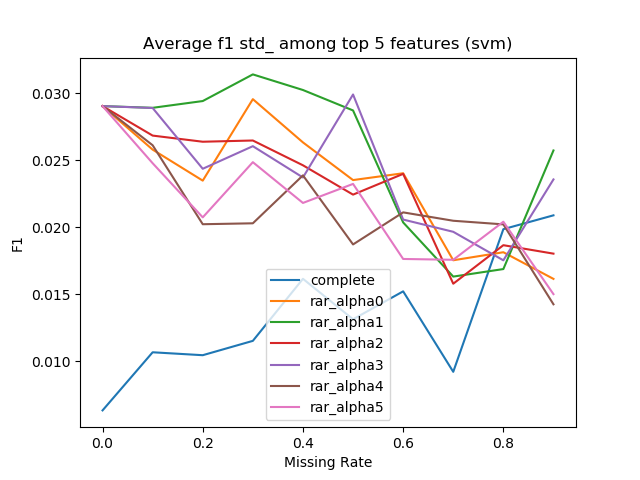 Average f1 std_ among top 5 features (svm)
F1
0.030
0.025
0.020
0.015
0.010
complete
rar_alpha0
rar_alpha1
rar_alpha2
rar_alpha3
rar_alpha4
rar_alpha5
0.0 0.2 0.4 0.6 0.8
Missing Rate